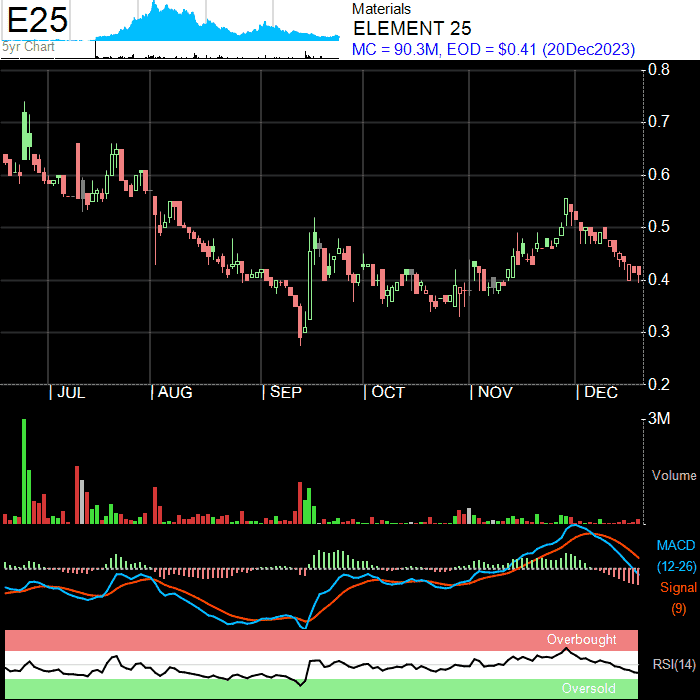 E25
5yr Chart
Materials
ELEMENT 25
MC = 90.3M, EOD = $0.41 (20Dec2023)
0.8
0.7
0.6
0.5
0.4
0.3
0.2
| JUL | AUG | SEP | OCT | NOV | DEC
3M
Volume
MACD
(12-26)
Signal
(9)
Overbought
RSI(14)
Oversold